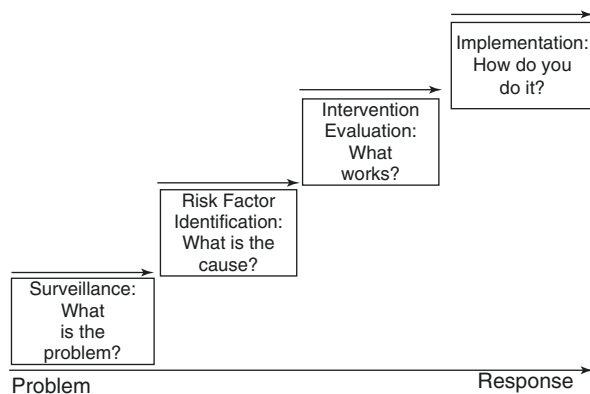 Surveillance:
What
is the
problem?
Risk Factor
Identification:
What is the
cause?
Intervention
Evaluation:
What
works?
Implementation:
How do you
do it?
Problem
Response